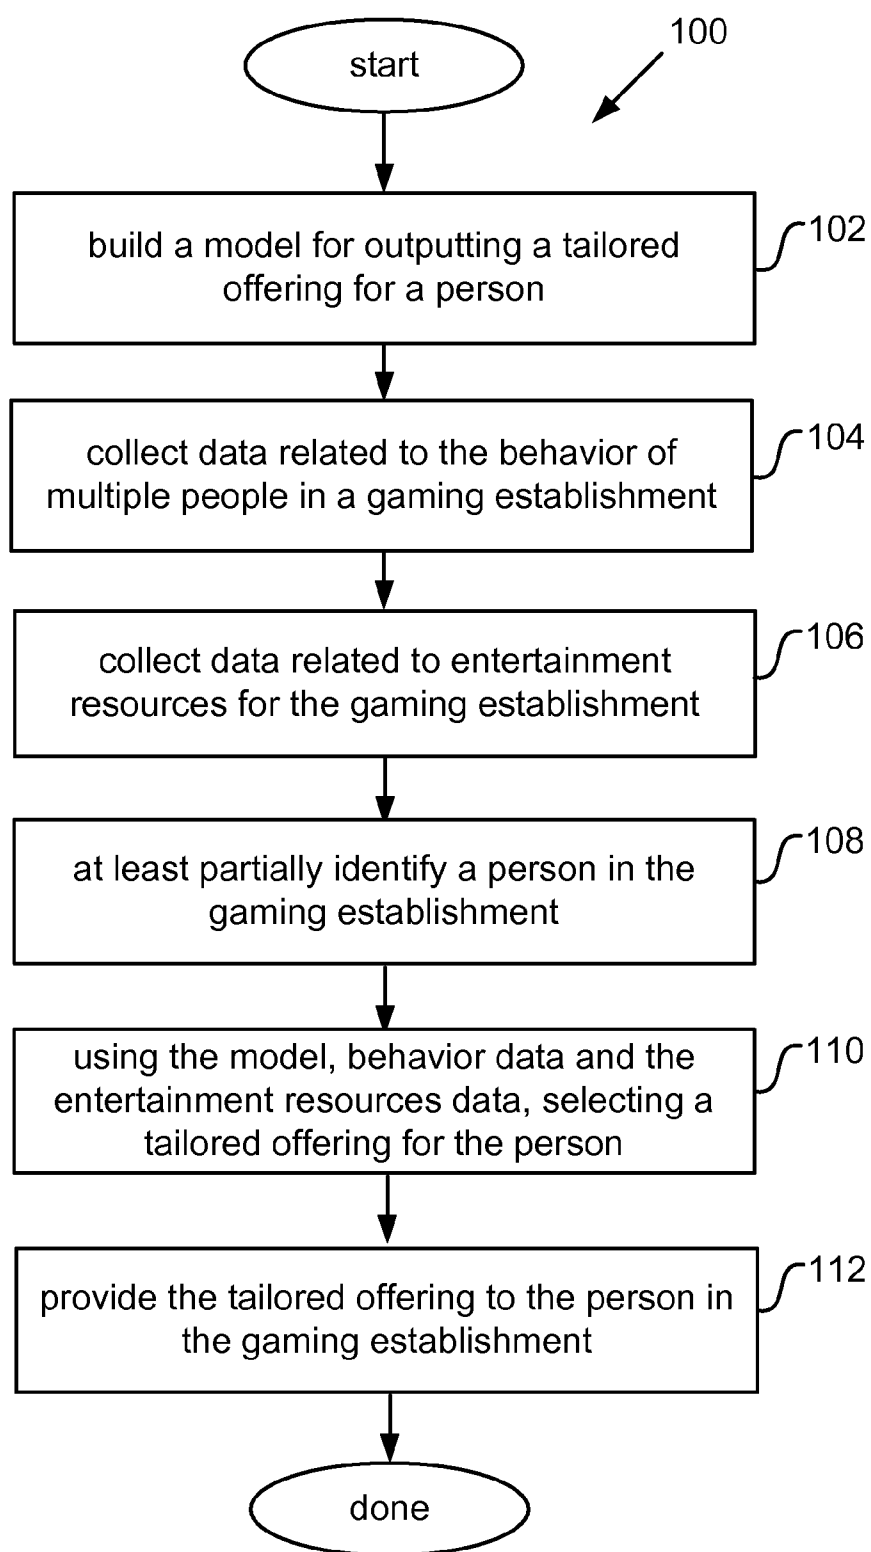 start
100
build a model for outputting a tailored
offering for a person
102
collect data related to the behavior of
multiple people in a gaming establishment
104
collect data related to entertainment
resources for the gaming establishment
106
at least partially identify a person in the
gaming establishment
108
using the model, behavior data and the
entertainment resources data, selecting a
tailored offering for the person
110
provide the tailored offering to the person in
the gaming establishment
112
done